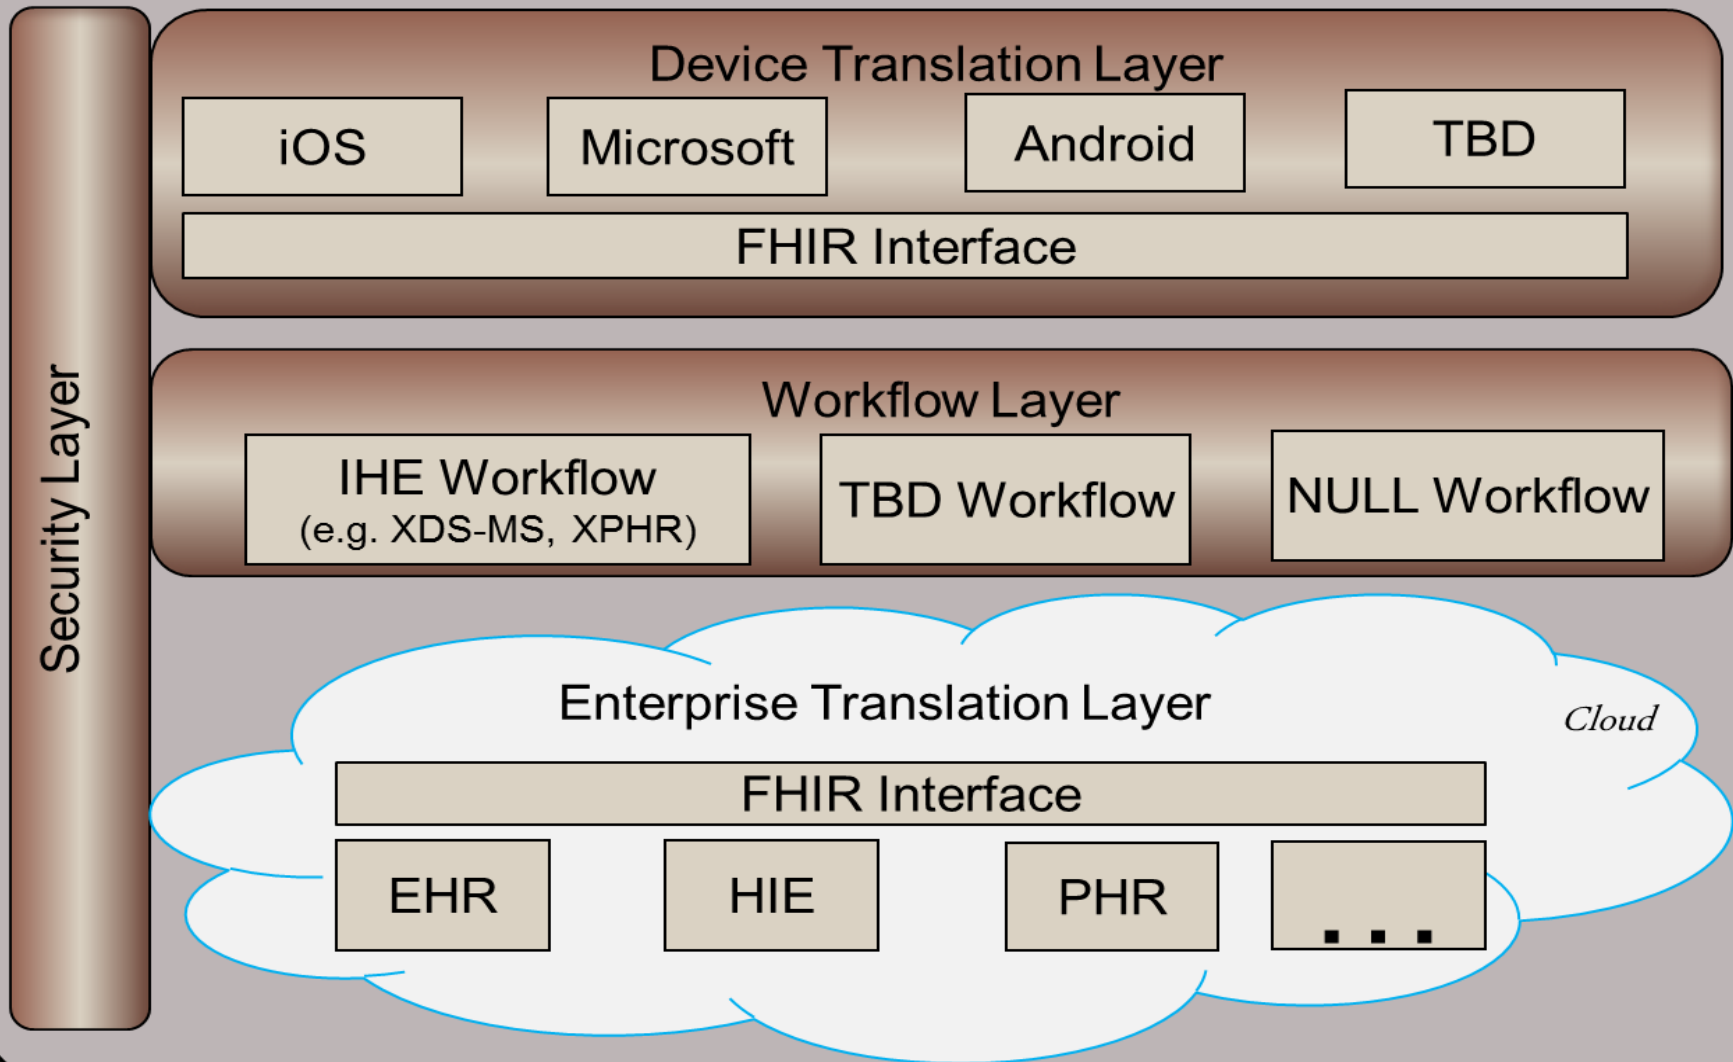 Security Layer
Device Translation Layer
iOS
Microsoft
Android
TBD
FHIR Interface
Workflow Layer
IHE Workflow
(e.g. XDS-MS, XPHR)
TBD Workflow
NULL Workflow
Enterprise Translation Layer
Cloud
FHIR Interface
EHR
HIE
PHR
. . .